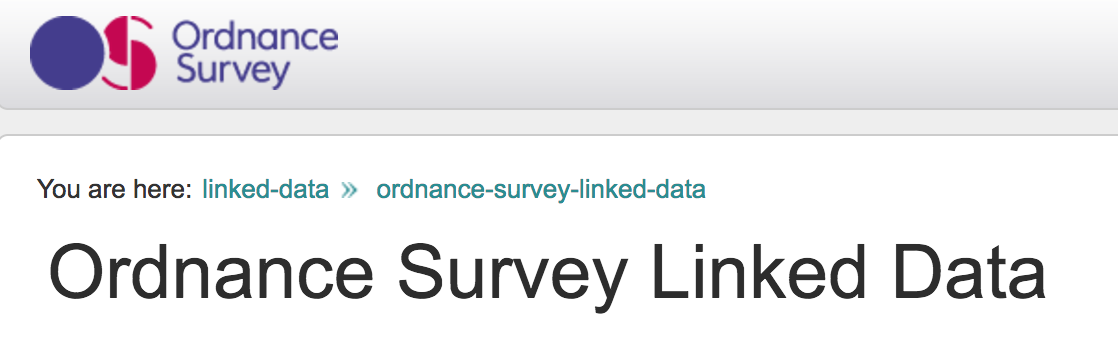 Ordnance
Survey
You are here: linked-data » ordnance-survey-linked-data
Ordnance Survey Linked Data